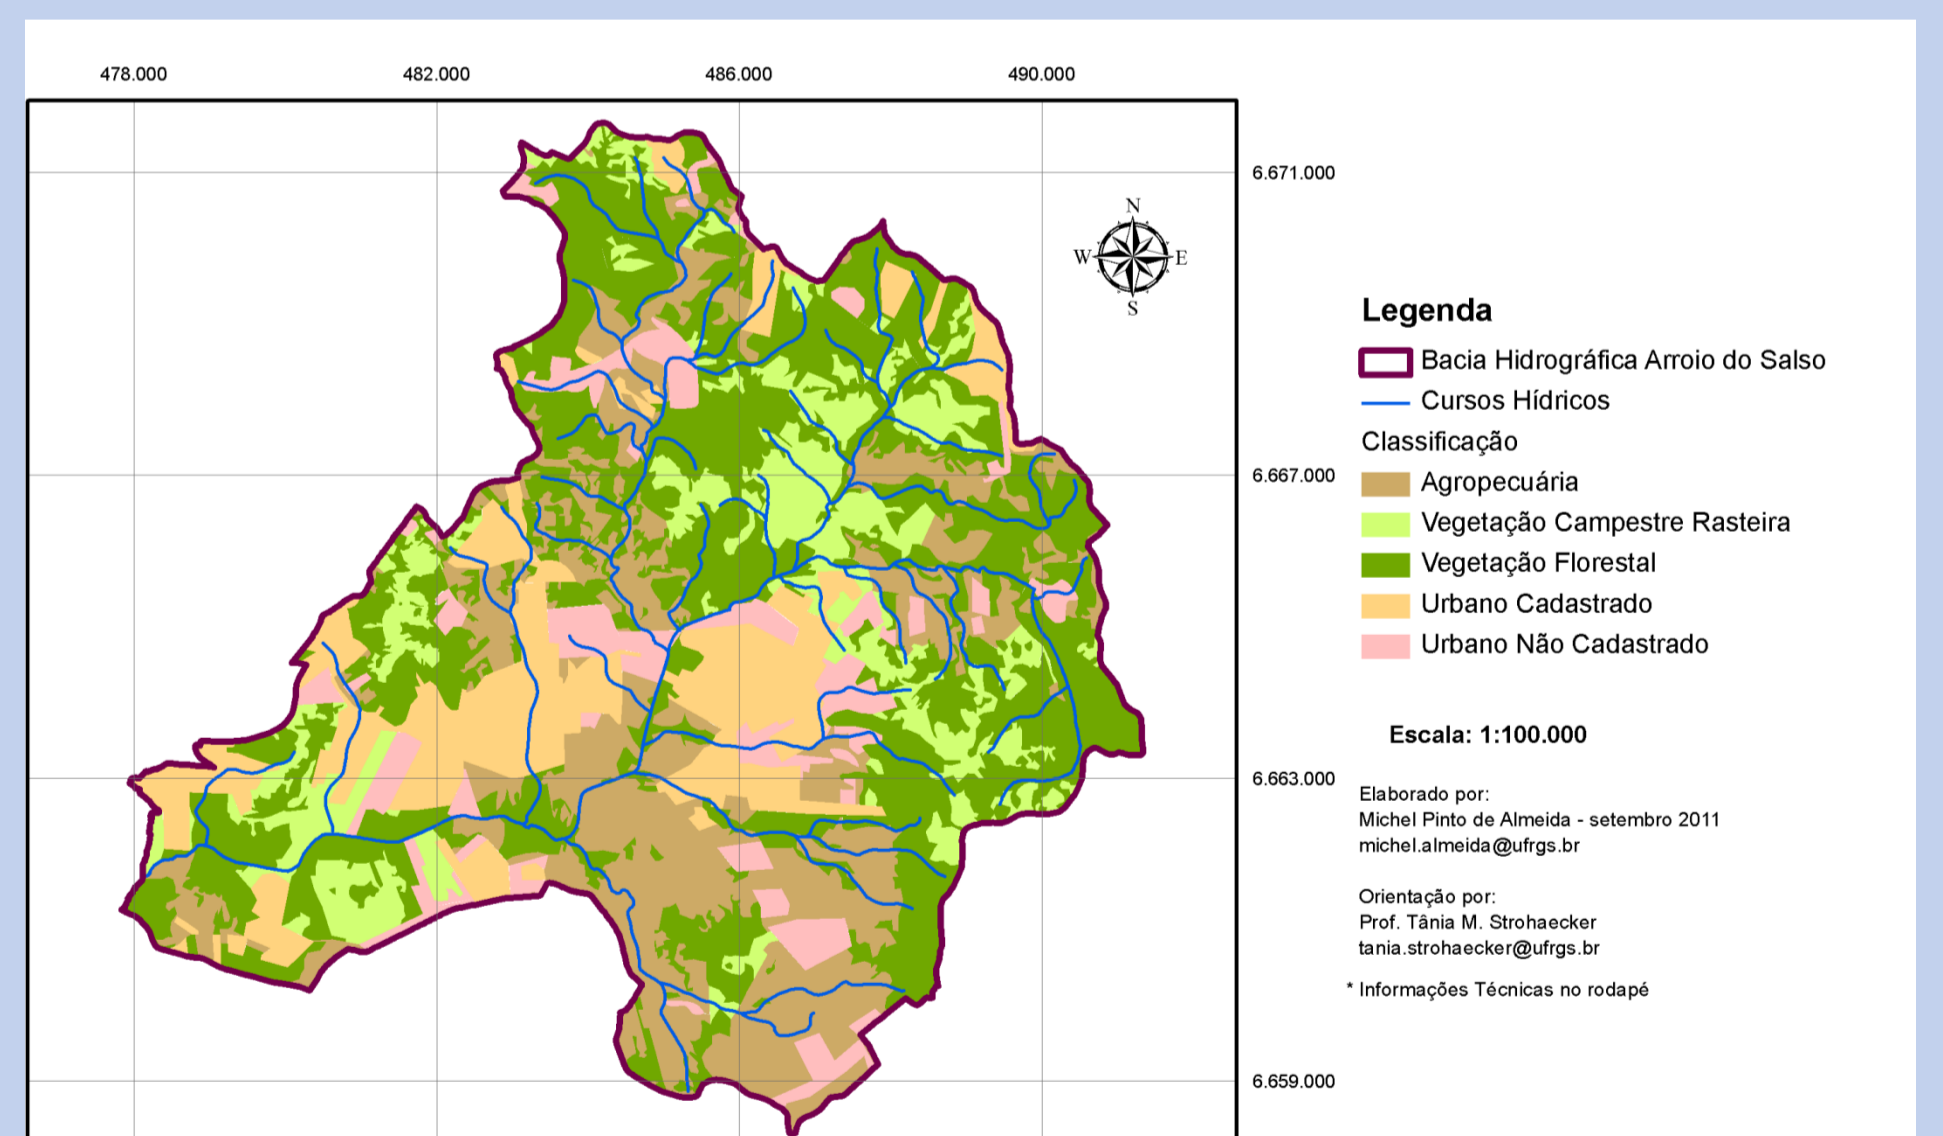 478.000 482.000 486.000 490.000
6.671.000
N
W E
S
Legenda
Bacia Hidrográfica Arroio do Salso
Cursos Hídricos
Classificação
6.667.000
Agropecuária
Vegetação Campestre Rasteira
Vegetação Florestal
Urbano Cadastrado
Urbano Não Cadastrado
Escala: 1:100.000
6.663.000
Elaborado por:
Michel Pinto de Almeida - setembro 2011
michel.almeida@ufrgs.br
Orientação por:
Prof. Tânia M. Strohaecker
tania.strohaecker@ufrgs.br
* Informações Técnicas no rodapé
6.659.000